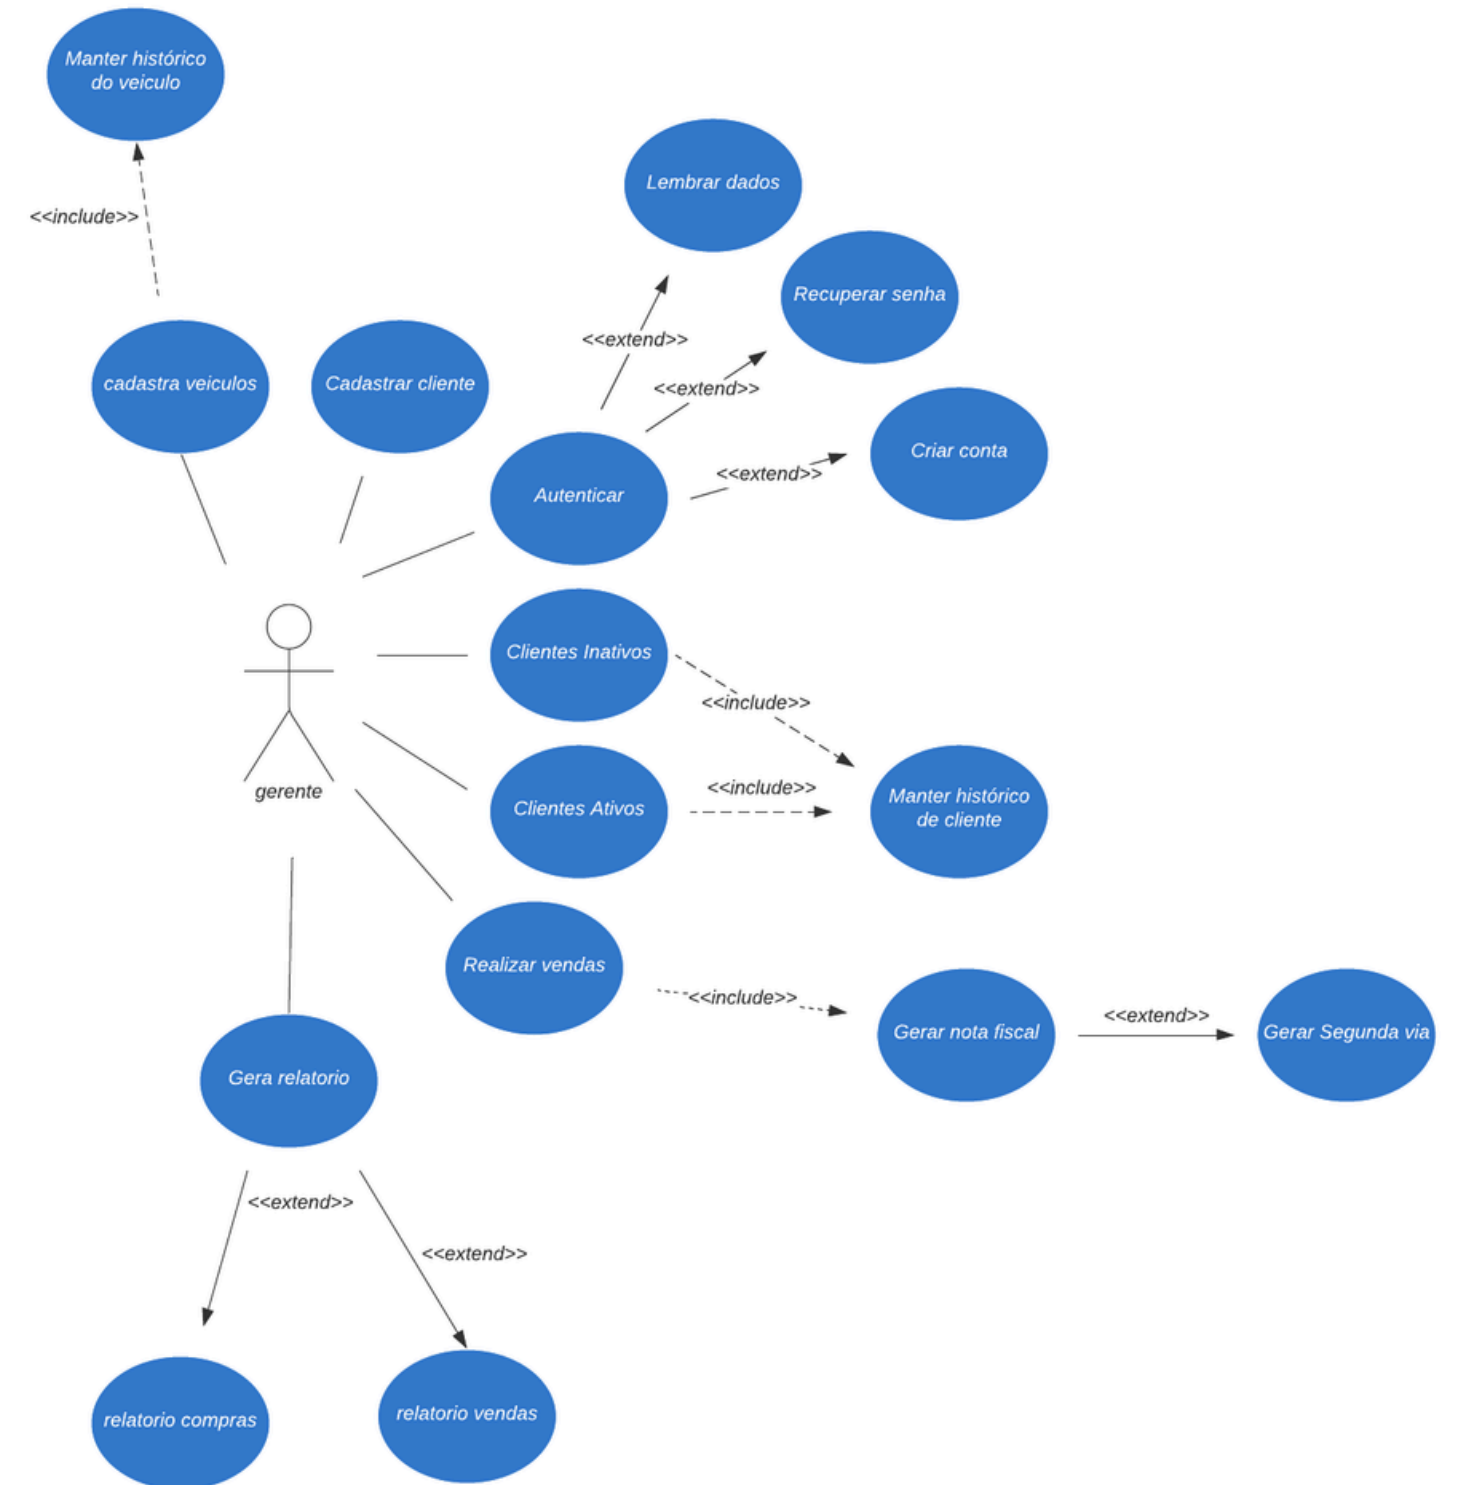 Manter histórico
do veiculo
<<include>>
Lembrar dados
Recuperar senha
<<extend>>
<<extend>>
cadastra veiculos
Cadastrar cliente
Criar conta
<<extend>>
Autenticar
Clientes Inativos
<<include>>
gerente
Clientes Ativos
<<include>>
Manter histórico
de cliente
Realizar vendas
<<include>>
Gerar nota fiscal
<<extend>>
Gerar Segunda via
Gera relatorio
<<extend>>
<<extend>>
relatorio compras
relatorio vendas